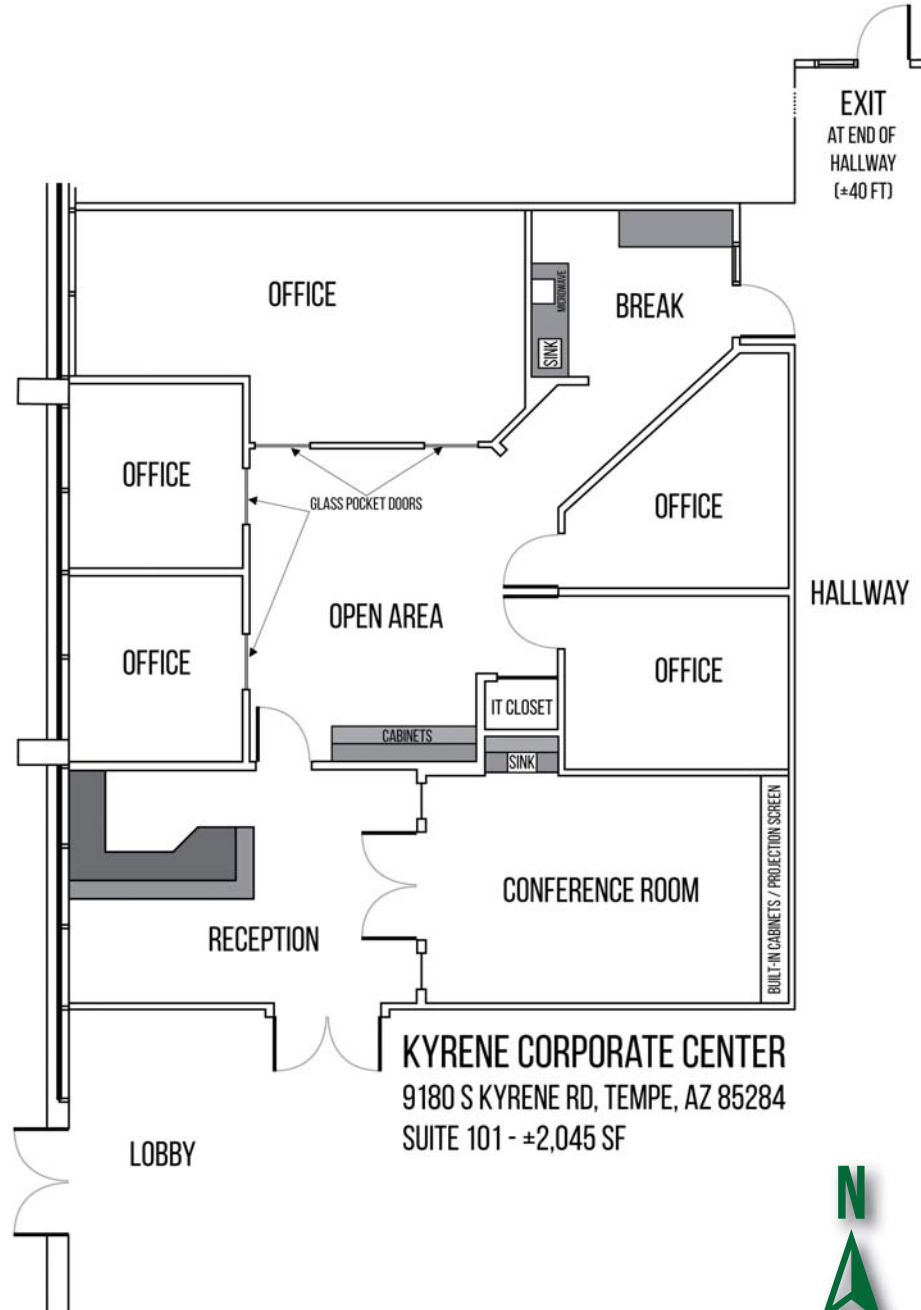 EXIT
AT END OF
HALLWAY
(±40 FT)
OFFICE
MICROWAVE
BREAK
SINK
OFFICE
GLASS POCKET DOORS
OFFICE
HALLWAY
OPEN AREA
OFFICE
OFFICE
IT CLOSET
CABINETS
SINK
BUILT-IN CABINETS / PROJECTION SCREEN
CONFERENCE ROOM
RECEPTION
KYRENE CORPORATE CENTER
9180 S KYRENE RD, TEMPE, AZ 85284
SUITE 101 - ±2,045 SF
LOBBY
N